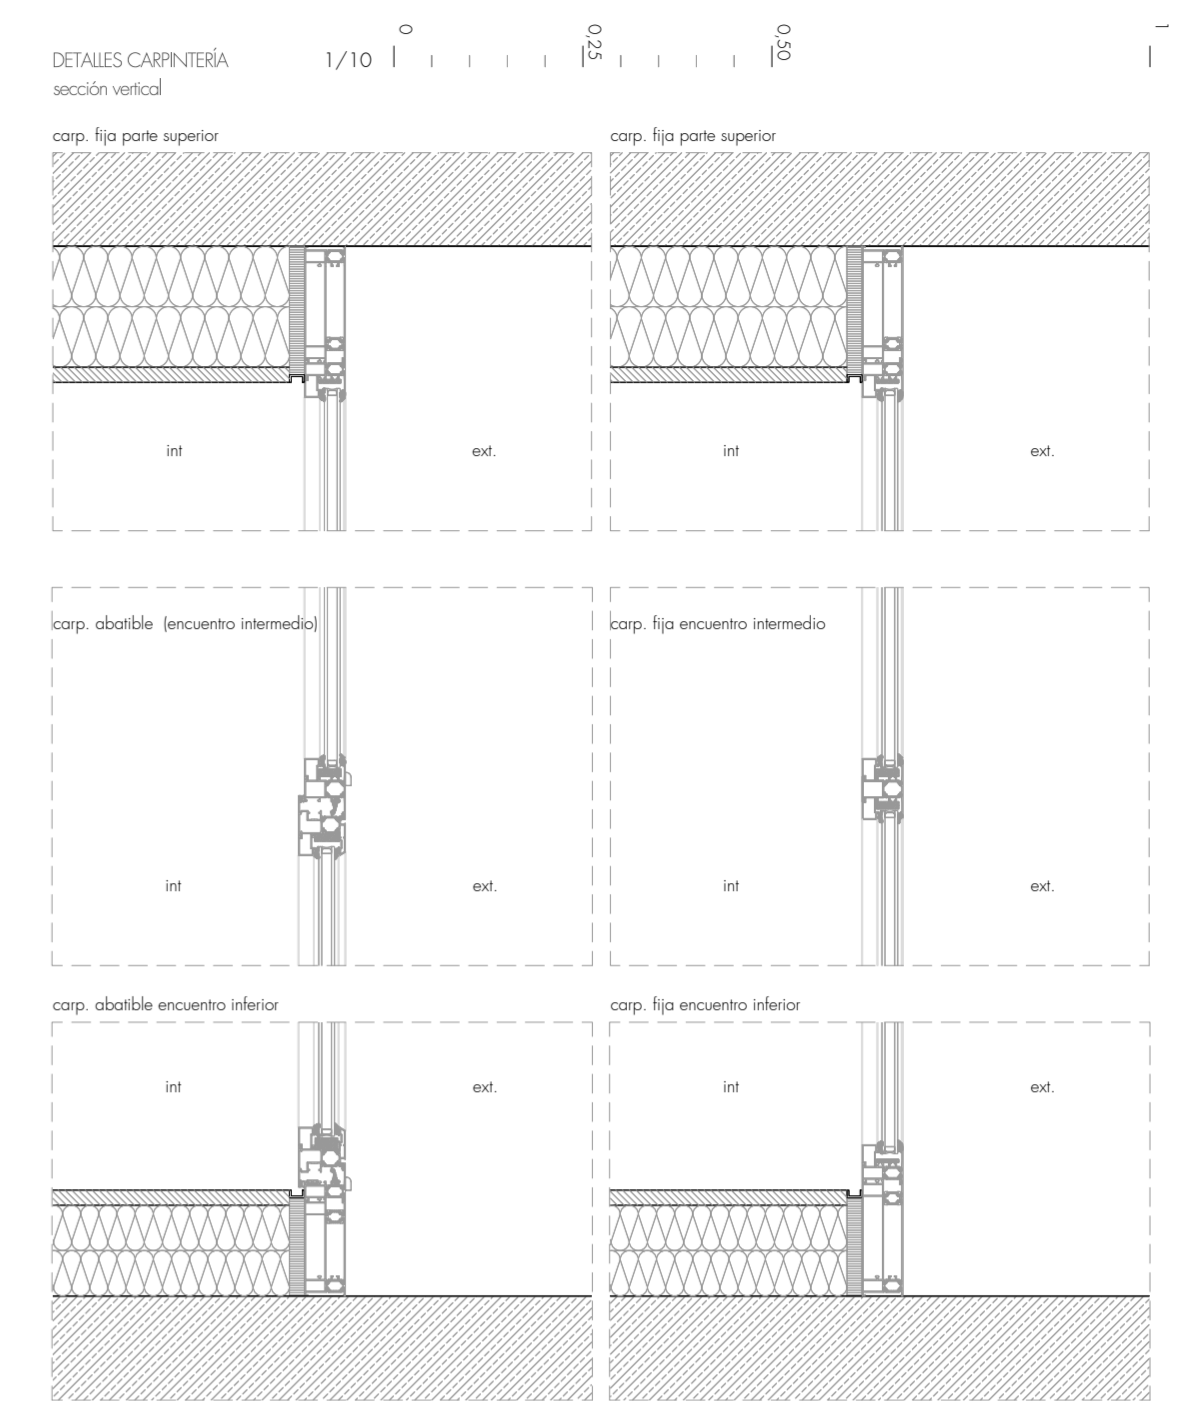 0
0,25
0,50
1
DETALLES CARPINTERÍA
1/10
sección vertical
carp. fija parte superior
carp. fija parte superior
int
ext.
int
ext.
carp. abatible (encuentro intermedio)
carp. fija encuentro intermedio
int
ext.
int
ext.
carp. abatible encuentro inferior
carp. fija encuentro inferior
int
ext.
int
ext.